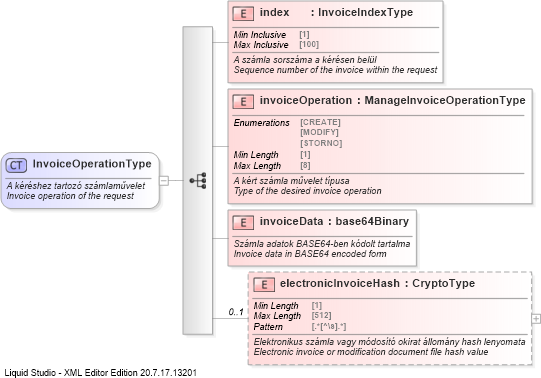 E index : InvoiceIndexType
Min Inclusive [1]
Max Inclusive [100]
A számla sorszáma a kérésen belül
Sequence number of the invoice within the request
E invoiceOperation : ManageInvoiceOperationType
Enumerations [CREATE]
[MODIFY]
[STORNO]
Min Length [1]
Max Length [8]
A kért számla művelet típusa
Type of the desired invoice operation
CT InvoiceOperationType
A kéréshez tartozó számlaművelet
Invoice operation of the request
E invoiceData : base64Binary
Számla adatok BASE64-ben kódolt tartalma
Invoice data in BASE64 encoded form
0..1
E electronicInvoiceHash : CryptoType
Min Length [1]
Max Length [512]
Pattern [.*[^\s].*]
Elektronikus számla vagy módosító okirat állomány hash lenyomata
Electronic invoice or modification document file hash value
Liquid Studio - XML Editor Edition 20.7.17.13201